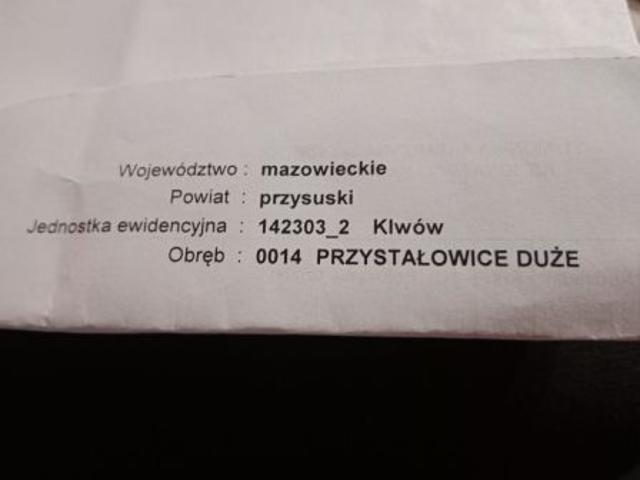 Województwo : mazowieckie
Powiat : przysuski
Jednostka ewidencyjna : 142303_2 Klwów
Obręb : 0014 PRZYSTAŁOWICE DUŻE